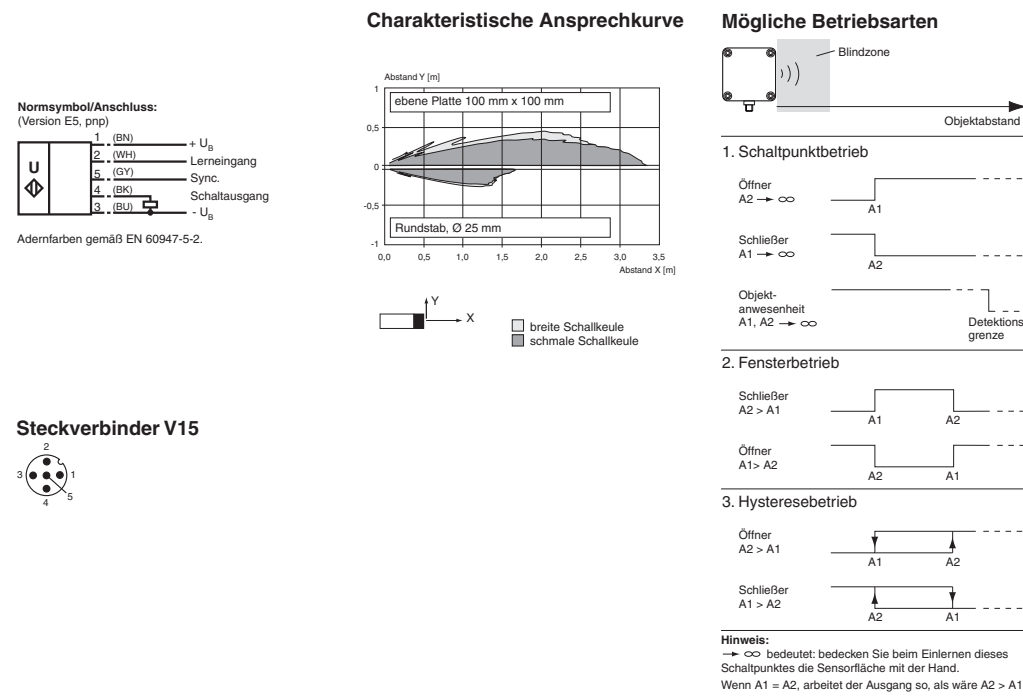 Normsymbol/Anschluss:
(Version E5, pnp)
U
1 (BN) + UB
2 (WH) Lerneingang
5 (GY) Sync.
4 (BK) Schaltausgang
3 (BU) - UB
Adernfarben gemäß EN 60947-5-2.
Steckverbinder V15
2
3
1
4
5
Charakteristische Ansprechkurve
Abstand Y [m]
1
ebene Platte 100 mm x 100 mm
0,5
0
-0,5
Rundstab, Ø 25 mm
-1
0,0 0,5 1,0 1,5 2,0 2,5 3,0 3,5
Abstand X [m]
Y
X
breite Schallkeule
schmale Schallkeule
Mögliche Betriebsarten
Blindzone
Objektabstand
1. Schaltpunktbetrieb
Öffner
A2 → ∞
A1
Schließer
A1 → ∞
A2
Objekt-
anwesenheit
A1, A2 → ∞
Detektions
grenze
2. Fensterbetrieb
Schließer
A2 > A1
A1 A2
Öffner
A1> A2
A2 A1
3. Hysteresebetrieb
Öffner
A2 > A1
A1 A2
Schließer
A1 > A2
A2 A1
Hinweis:
→ ∞ bedeutet: bedecken Sie beim Einlernen dieses
Schaltpunktes die Sensorfläche mit der Hand.
Wenn A1 = A2, arbeitet der Ausgang so, als wäre A2 > A1